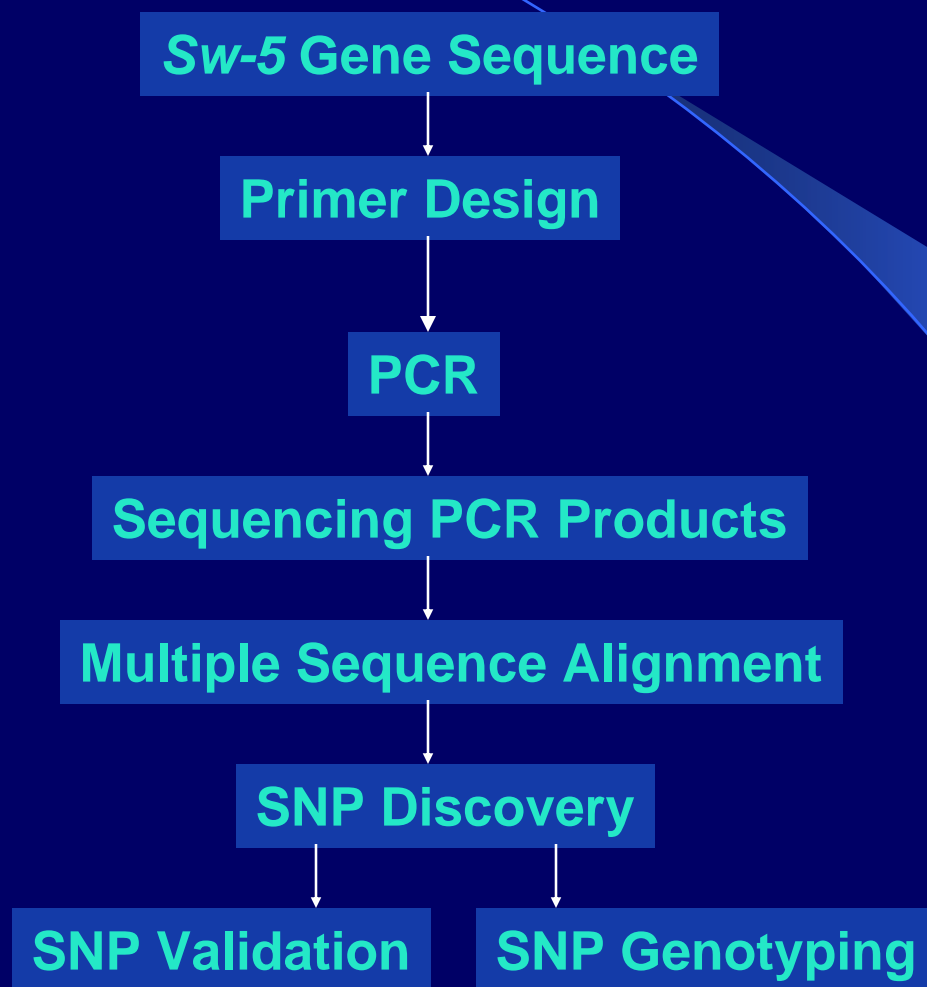 Sw-5 Gene Sequence
Primer Design
PCR
Sequencing PCR Products
Multiple Sequence Alignment
SNP Discovery
SNP Validation
SNP Genotyping